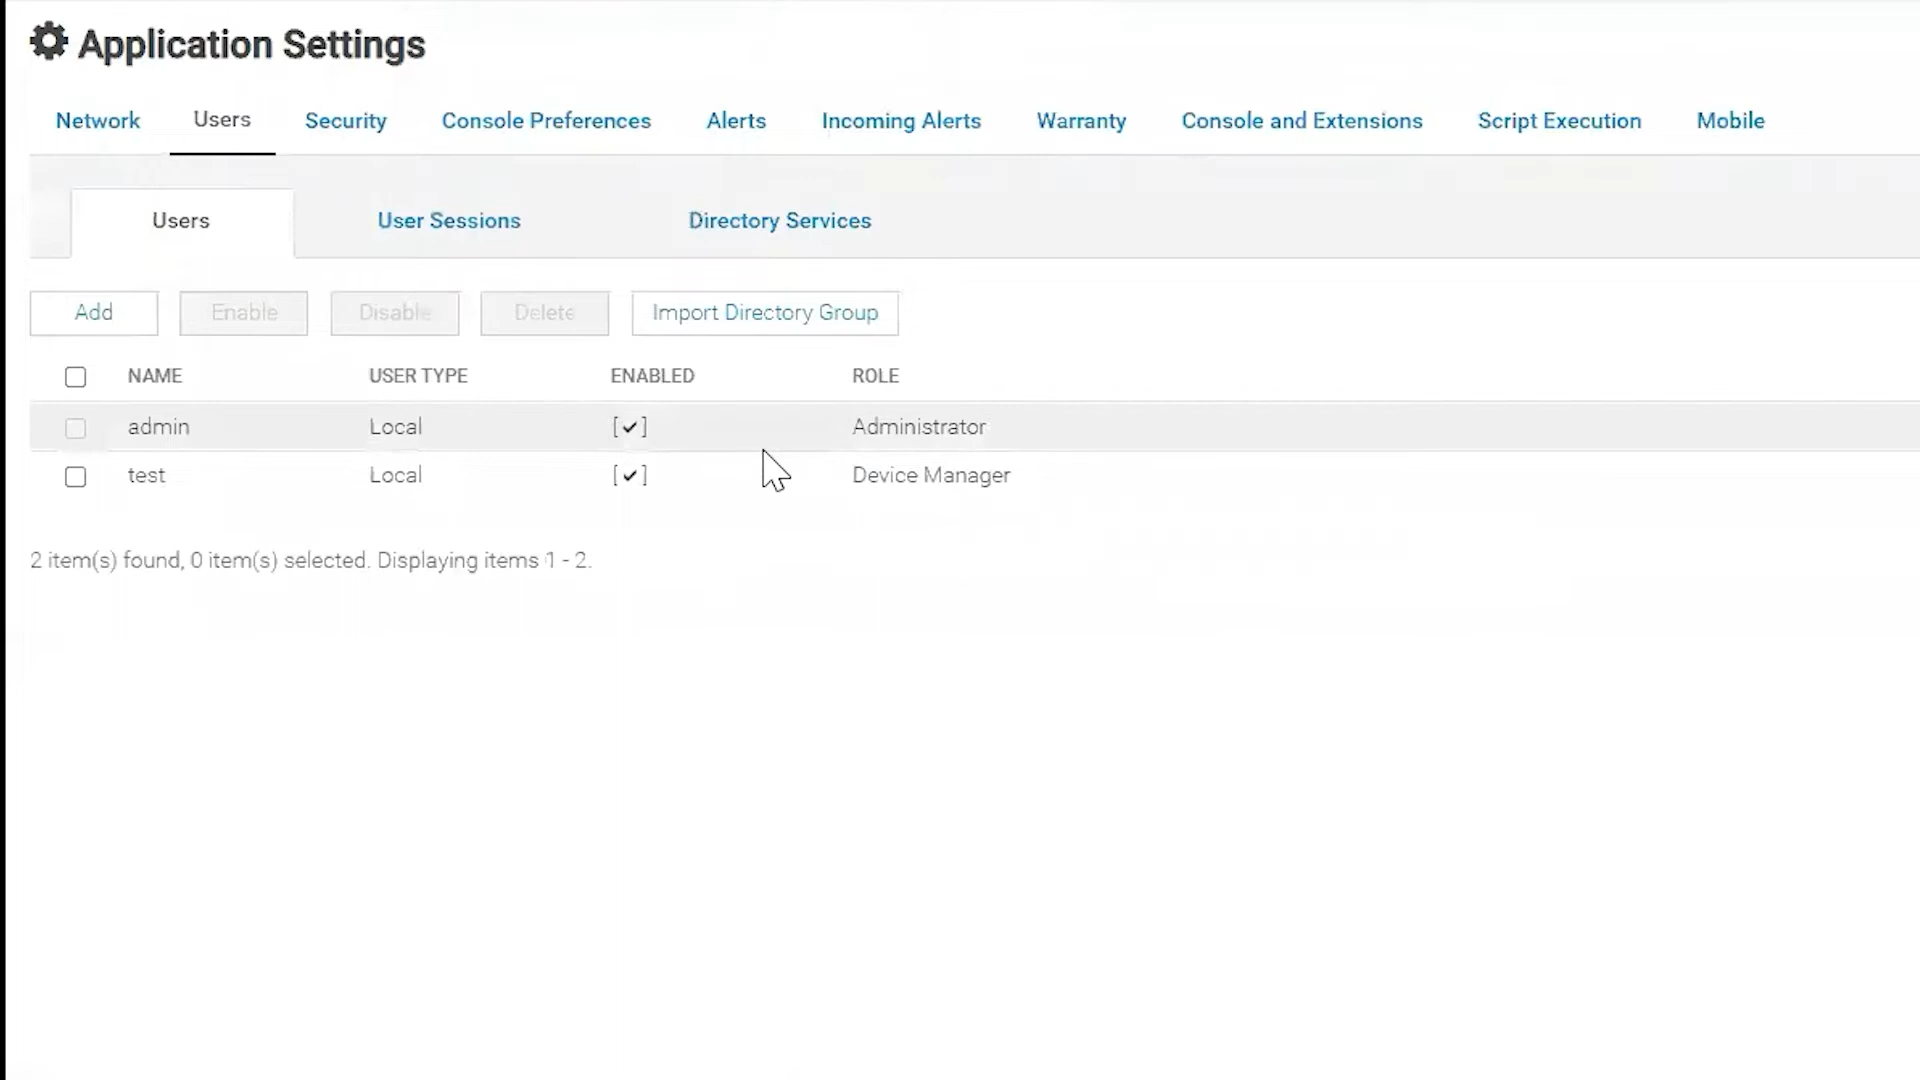 Application Settings
Network Users Security Console Preferences Alerts Incoming Alerts Warranty Console and Extensions Script Execution Mobile
Users User Sessions Directory Services
Add Enable Disable Delete Import Directory Group
NAME USER TYPE ENABLED ROLE
admin Local [✔] Administrator
test Local [✔] Device Manager
2 item(s) found, 0 item(s) selected. Displaying items 1 - 2.